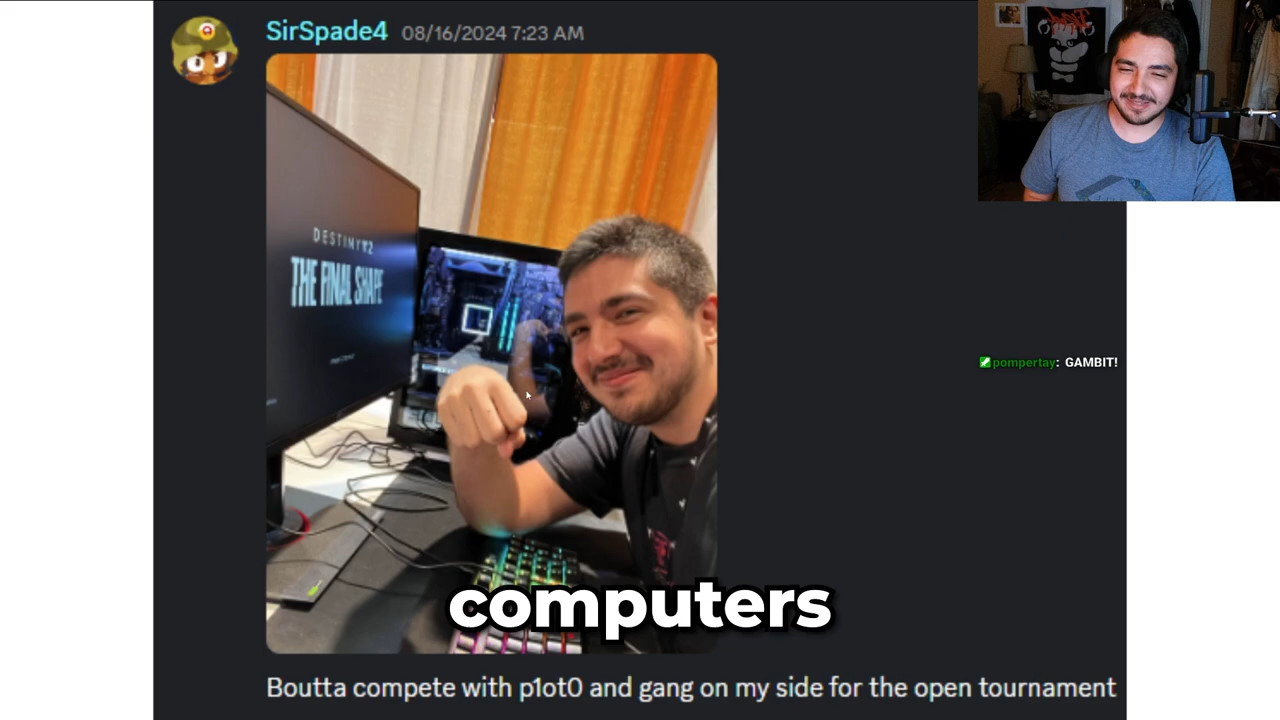 SirSpade4 08/16/2024 7:23 AM
DESTINY 2
THE FINAL SHAPE
pompertay: GAMBIT!
computers
Boutta compete with p1ot0 and gang on my side for the open tournament